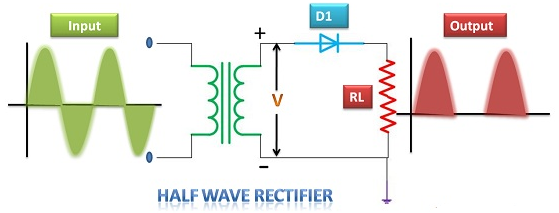 Input
D1
Output
+
V
RL
−
HALF WAVE RECTIFIER